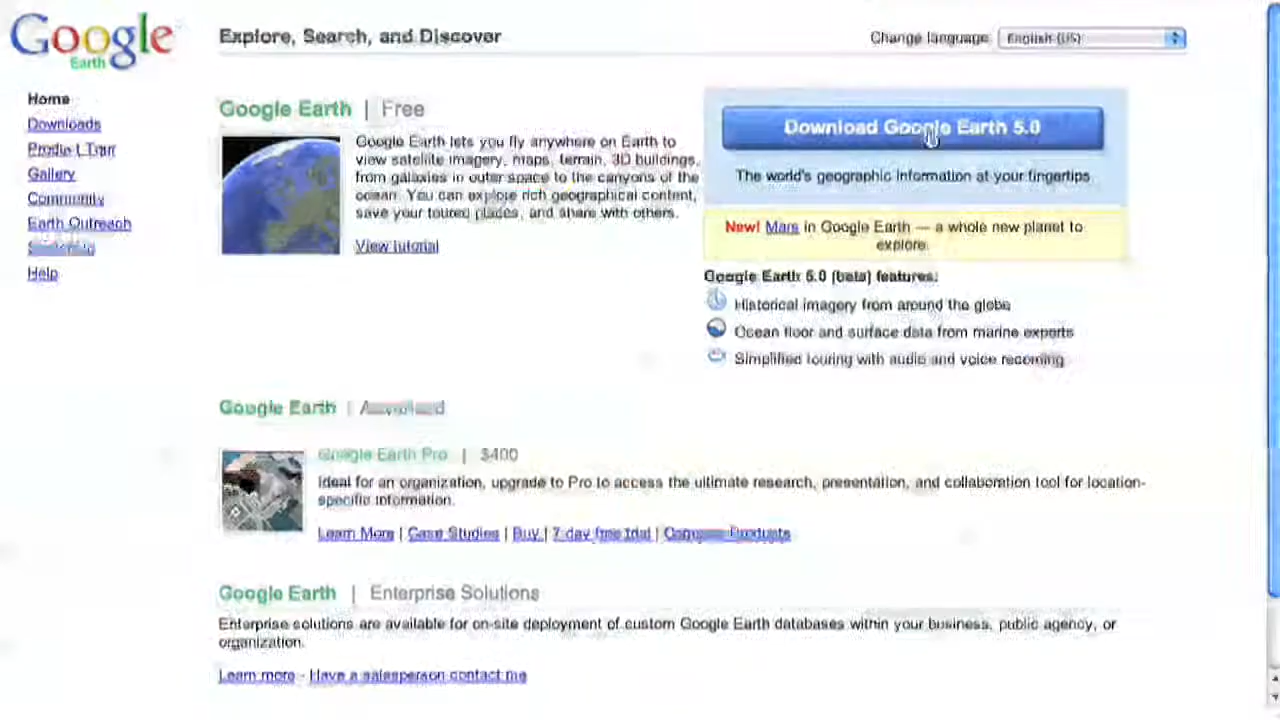 Google
Earth
Explore, Search, and Discover
Change language
English (US)
Home
Downloads
Gallery
Community
Earth Outreach
Help
Google Earth | Free
Google Earth lets you fly anywhere on Earth to
view satellite imagery, maps, terrain, 3D buildings,
from galaxies in outer space to the canyons of the
ocean. You can explore rich geographical content,
save your toured places, and share with others.
View tutorial
Download Google Earth 5.0
The world's geographic information at your fingertips
New! Mars in Google Earth — a whole new planet to
explore.
Google Earth 5.0 (beta) features:
Historical imagery from around the globe
Ocean floor and surface data from marine experts
Simplified touring with audio and voice recording
Google Earth |
Google Earth Pro | $400
Ideal for an organization, upgrade to Pro to access the ultimate research, presentation, and collaboration tool for location-
specific information.
Learn More | Case Studies | Buy | 7 day free trial | Compare Products
Google Earth | Enterprise Solutions
Enterprise solutions are available for on-site deployment of custom Google Earth databases within your business, public agency, or
organization.
Learn more - Have a salesperson contact me